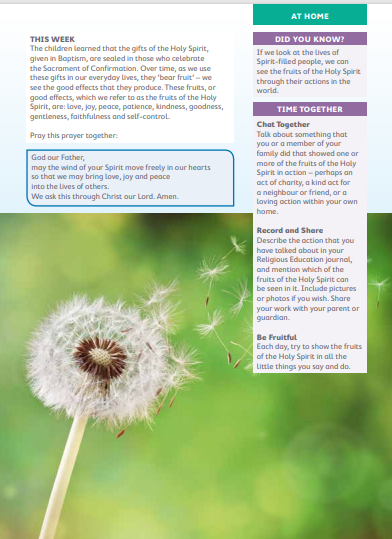 AT HOME
THIS WEEK
The children learned that the gifts of the Holy Spirit,
given in Baptism, are sealed in those who celebrate
the Sacrament of Confirmation. Over time, as we use
these gifts in our everyday lives, they 'bear fruit' – we
see the good effects that they produce. These fruits, or
good effects, which we refer to as the fruits of the Holy
Spirit, are: love, joy, peace, patience, kindness, goodness,
gentleness, faithfulness and self-control.
Pray this prayer together:
God our Father,
may the wind of your Spirit move freely in our hearts
so that we may bring love, joy and peace
into the lives of others.
We ask this through Christ our Lord. Amen.
DID YOU KNOW?
If we look at the lives of
Spirit-filled people, we can
see the fruits of the Holy Spirit
through their actions in the
world.
TIME TOGETHER
Chat Together
Talk about something that
you or a member of your
family did that showed one or
more of the fruits of the Holy
Spirit in action – perhaps an
act of charity, a kind act for
a neighbour or friend, or a
loving action within your own
home.
Record and Share
Describe the action that you
have talked about in your
Religious Education journal,
and mention which of the
fruits of the Holy Spirit can
be seen in it. Include pictures
or photos if you wish. Share
your work with your parent or
guardian.
Be Fruitful
Each day, try to show the fruits
of the Holy Spirit in all the
little things you say and do.